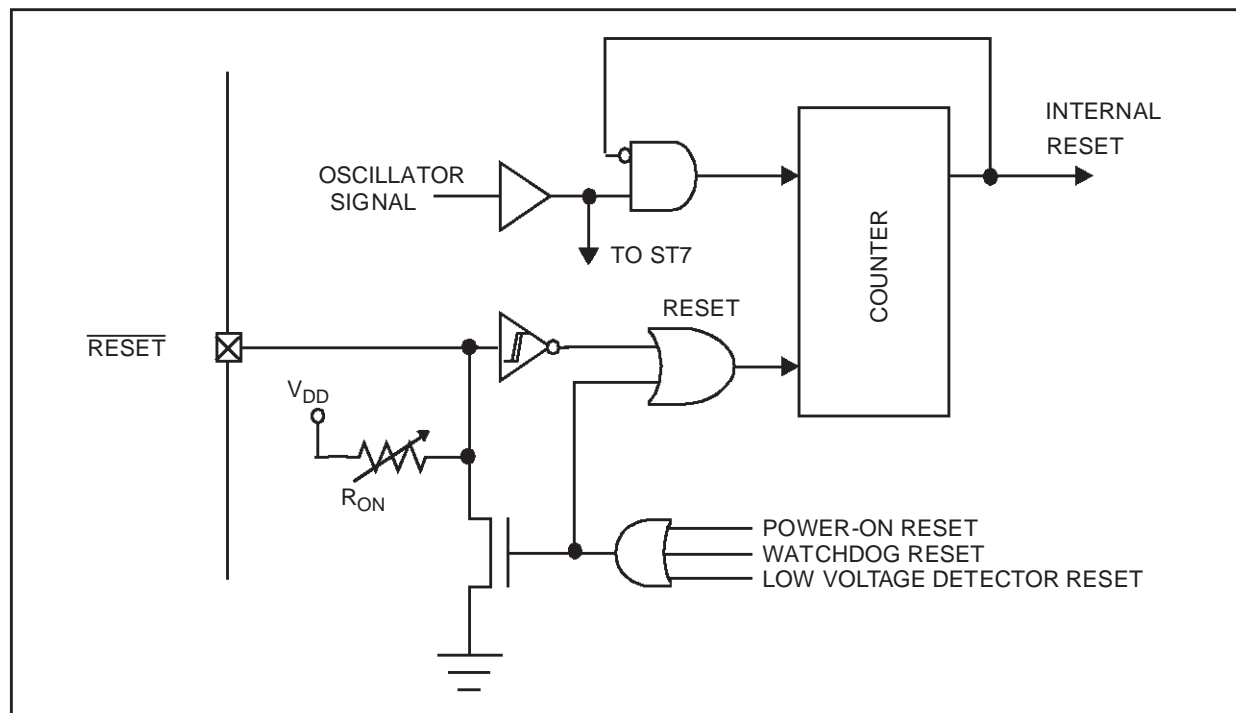 INTERNAL
RESET
OSCILLATOR
SIGNAL
TO ST7
COUNTER
RESET
RESET
VDD
RON
POWER-ON RESET
WATCHDOG RESET
LOW VOLTAGE DETECTOR RESET